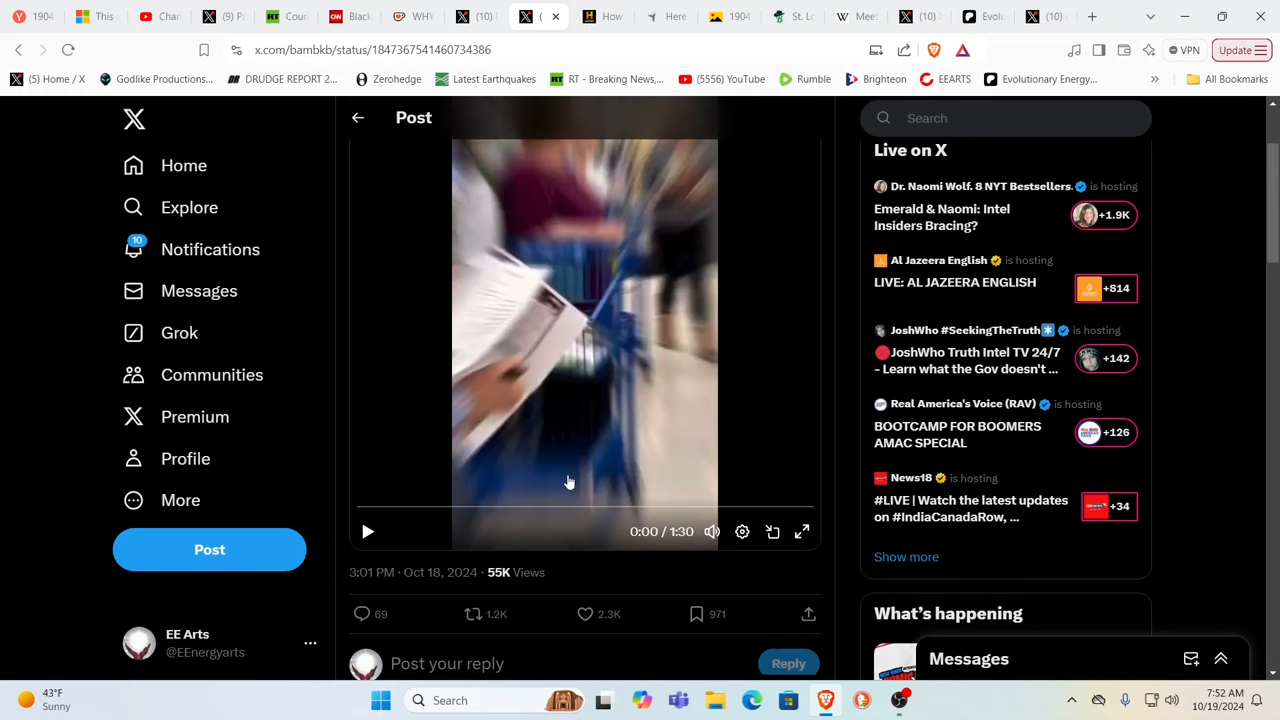 1904
This
Chan
(9) P
Coun
Black
WHY
(10) E
(
How
Here
1904
St. Lo
Meet
(10) X
Evolu
(10) (
x.com/bambkb/status/1847367541460734386
VPN
Update
(5) Home / X
Godlike Productions...
DRUDGE REPORT 2...
Zerohedge
Latest Earthquakes
RT - Breaking News,...
(5556) YouTube
Rumble
Brighteon
EEARTS
Evolutionary Energy...
All Bookmarks
Home
Explore
10
Notifications
Messages
Grok
Communities
Premium
Profile
More
Post
EE Arts
@EEnergyarts
Post
0:00 / 1:30
3:01 PM · Oct 18, 2024 · 55K Views
69
1.2K
2.3K
971
Post your reply
Reply
Search
Live on X
Dr. Naomi Wolf. 8 NYT Bestsellers. is hosting
Emerald & Naomi: Intel
Insiders Bracing?
+1.9K
Al Jazeera English is hosting
LIVE: AL JAZEERA ENGLISH
+814
JoshWho #SeekingTheTruth is hosting
JoshWho Truth Intel TV 24/7
- Learn what the Gov doesn't ...
+142
Real America's Voice (RAV) is hosting
BOOTCAMP FOR BOOMERS
AMAC SPECIAL
+126
News18 is hosting
#LIVE | Watch the latest updates
on #IndiaCanadaRow, ...
+34
Show more
What's happening
Messages
43°F
Sunny
Search
7:52 AM
10/19/2024